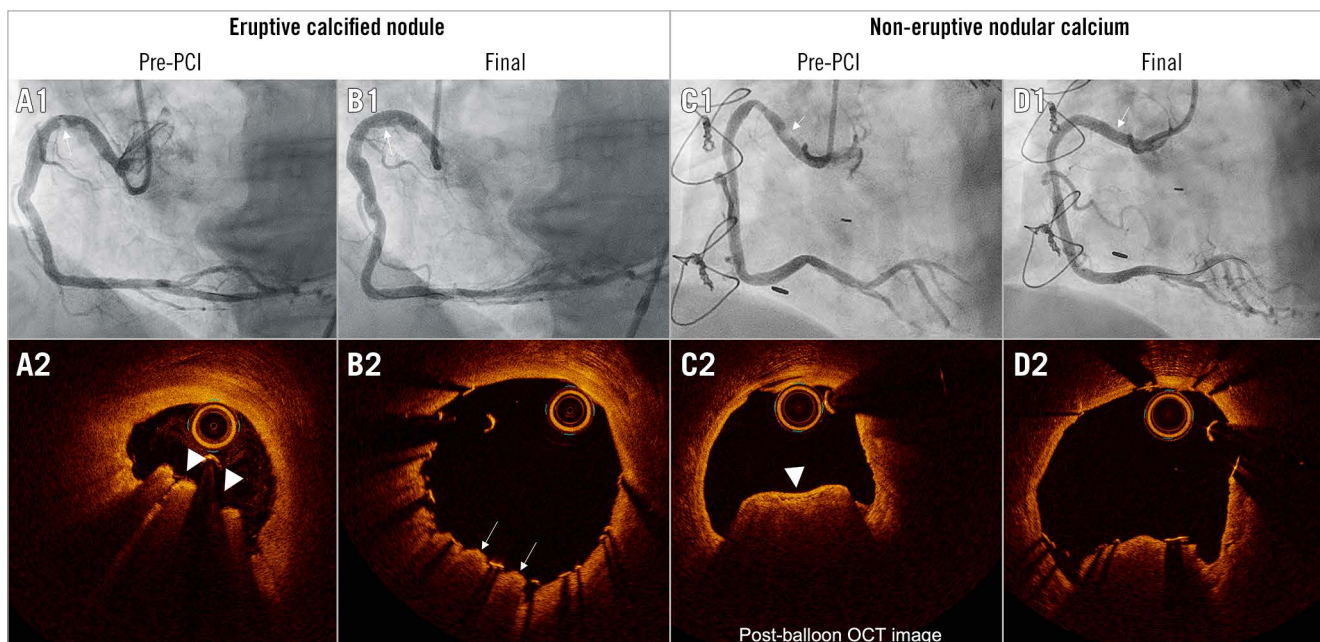 Eruptive calcified nodule
Non-eruptive nodular calcium
Pre-PCI
Final
Pre-PCI
Final
A1
B1
C1
D1
A2
B2
C2
D2
Post-balloon OCT image